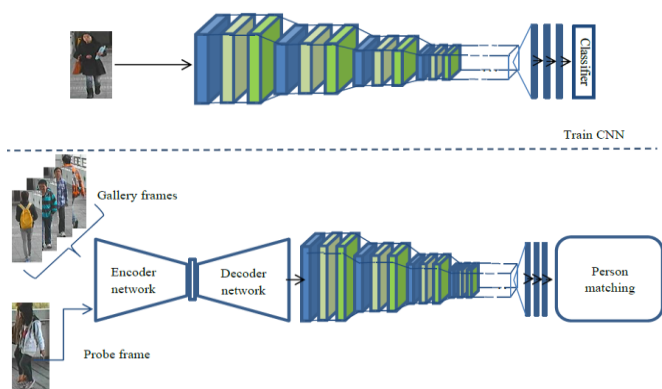 Classifier
Train CNN
Gallery frames
Encoder
network
Decoder
network
Person
matching
Probe frame